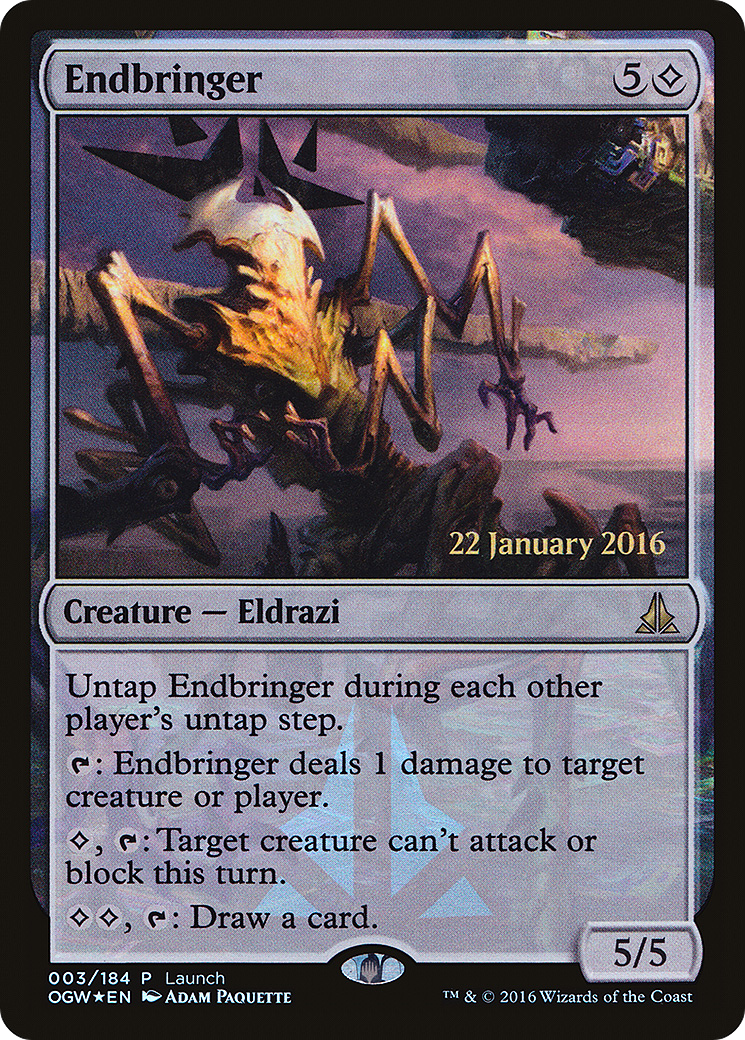 Endbringer 5
22 January 2016
Creature — Eldrazi
Untap Endbringer during each other
player's untap step.
: Endbringer deals 1 damage to target
creature or player.
, : Target creature can't attack or
block this turn.
, : Draw a card.
5/5
003/184 P Launch
OGW★EN Adam Paquette
™ & © 2016 Wizards of the Coast